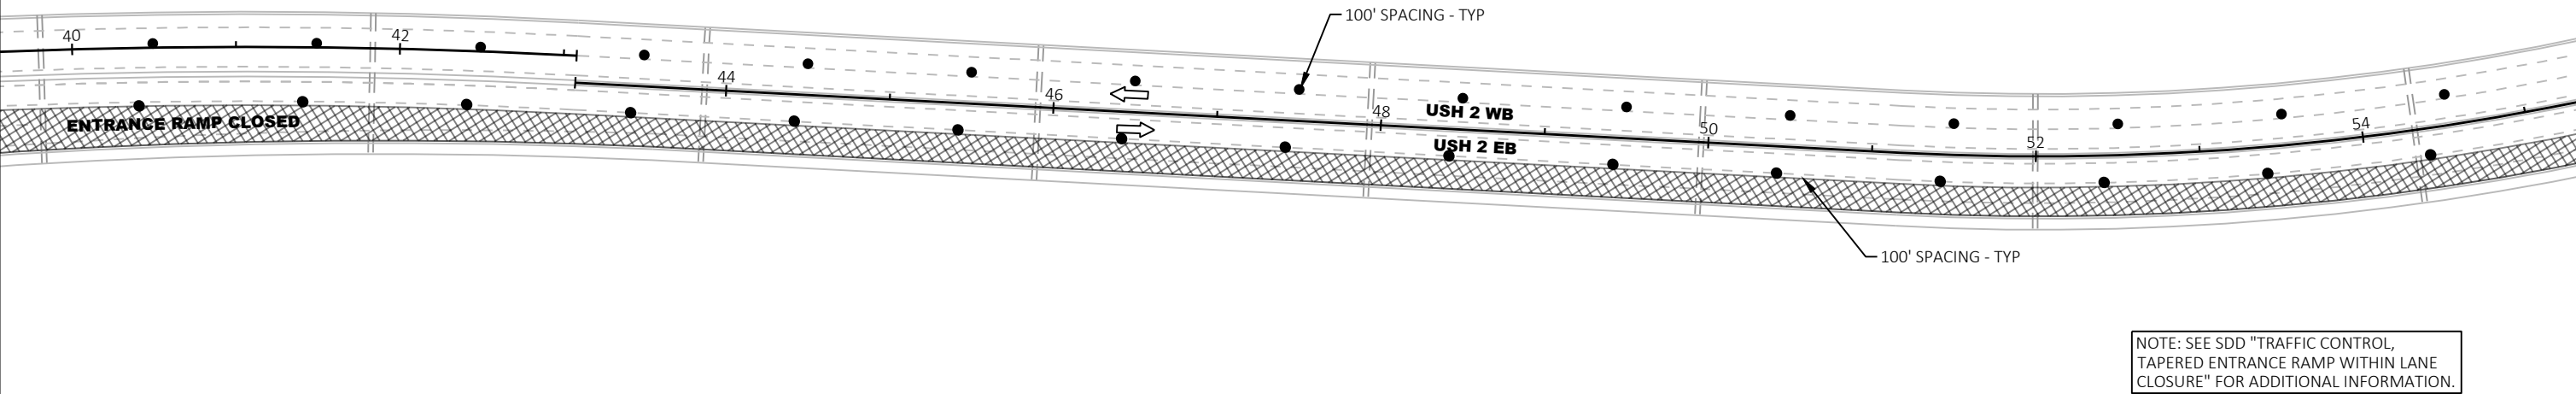 100' SPACING - TYP
40
42
44
46
48
50
52
54
USH 2 WB
USH 2 EB
ENTRANCE RAMP CLOSED
100' SPACING - TYP
NOTE: SEE SDD "TRAFFIC CONTROL,
TAPERED ENTRANCE RAMP WITHIN LANE
CLOSURE" FOR ADDITIONAL INFORMATION.